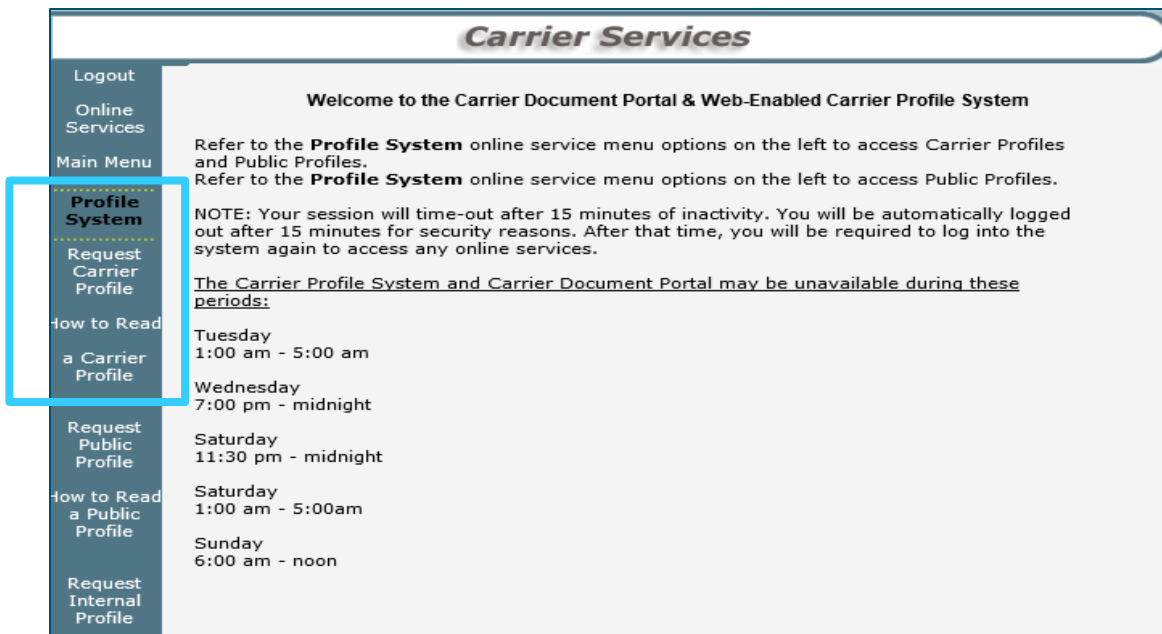 Carrier Services
Logout
Online
Services
Main Menu
Profile
System
Request
Carrier
Profile
How to Read
a Carrier
Profile
Request
Public
Profile
How to Read
a Public
Profile
Request
Internal
Profile
Welcome to the Carrier Document Portal & Web-Enabled Carrier Profile System
Refer to the Profile System online service menu options on the left to access Carrier Profiles
and Public Profiles.
Refer to the Profile System online service menu options on the left to access Public Profiles.
NOTE: Your session will time-out after 15 minutes of inactivity. You will be automatically logged
out after 15 minutes for security reasons. After that time, you will be required to log into the
system again to access any online services.
The Carrier Profile System and Carrier Document Portal may be unavailable during these
periods:
Tuesday
1:00 am - 5:00 am
Wednesday
7:00 pm - midnight
Saturday
11:30 pm - midnight
Saturday
1:00 am - 5:00am
Sunday
6:00 am - noon